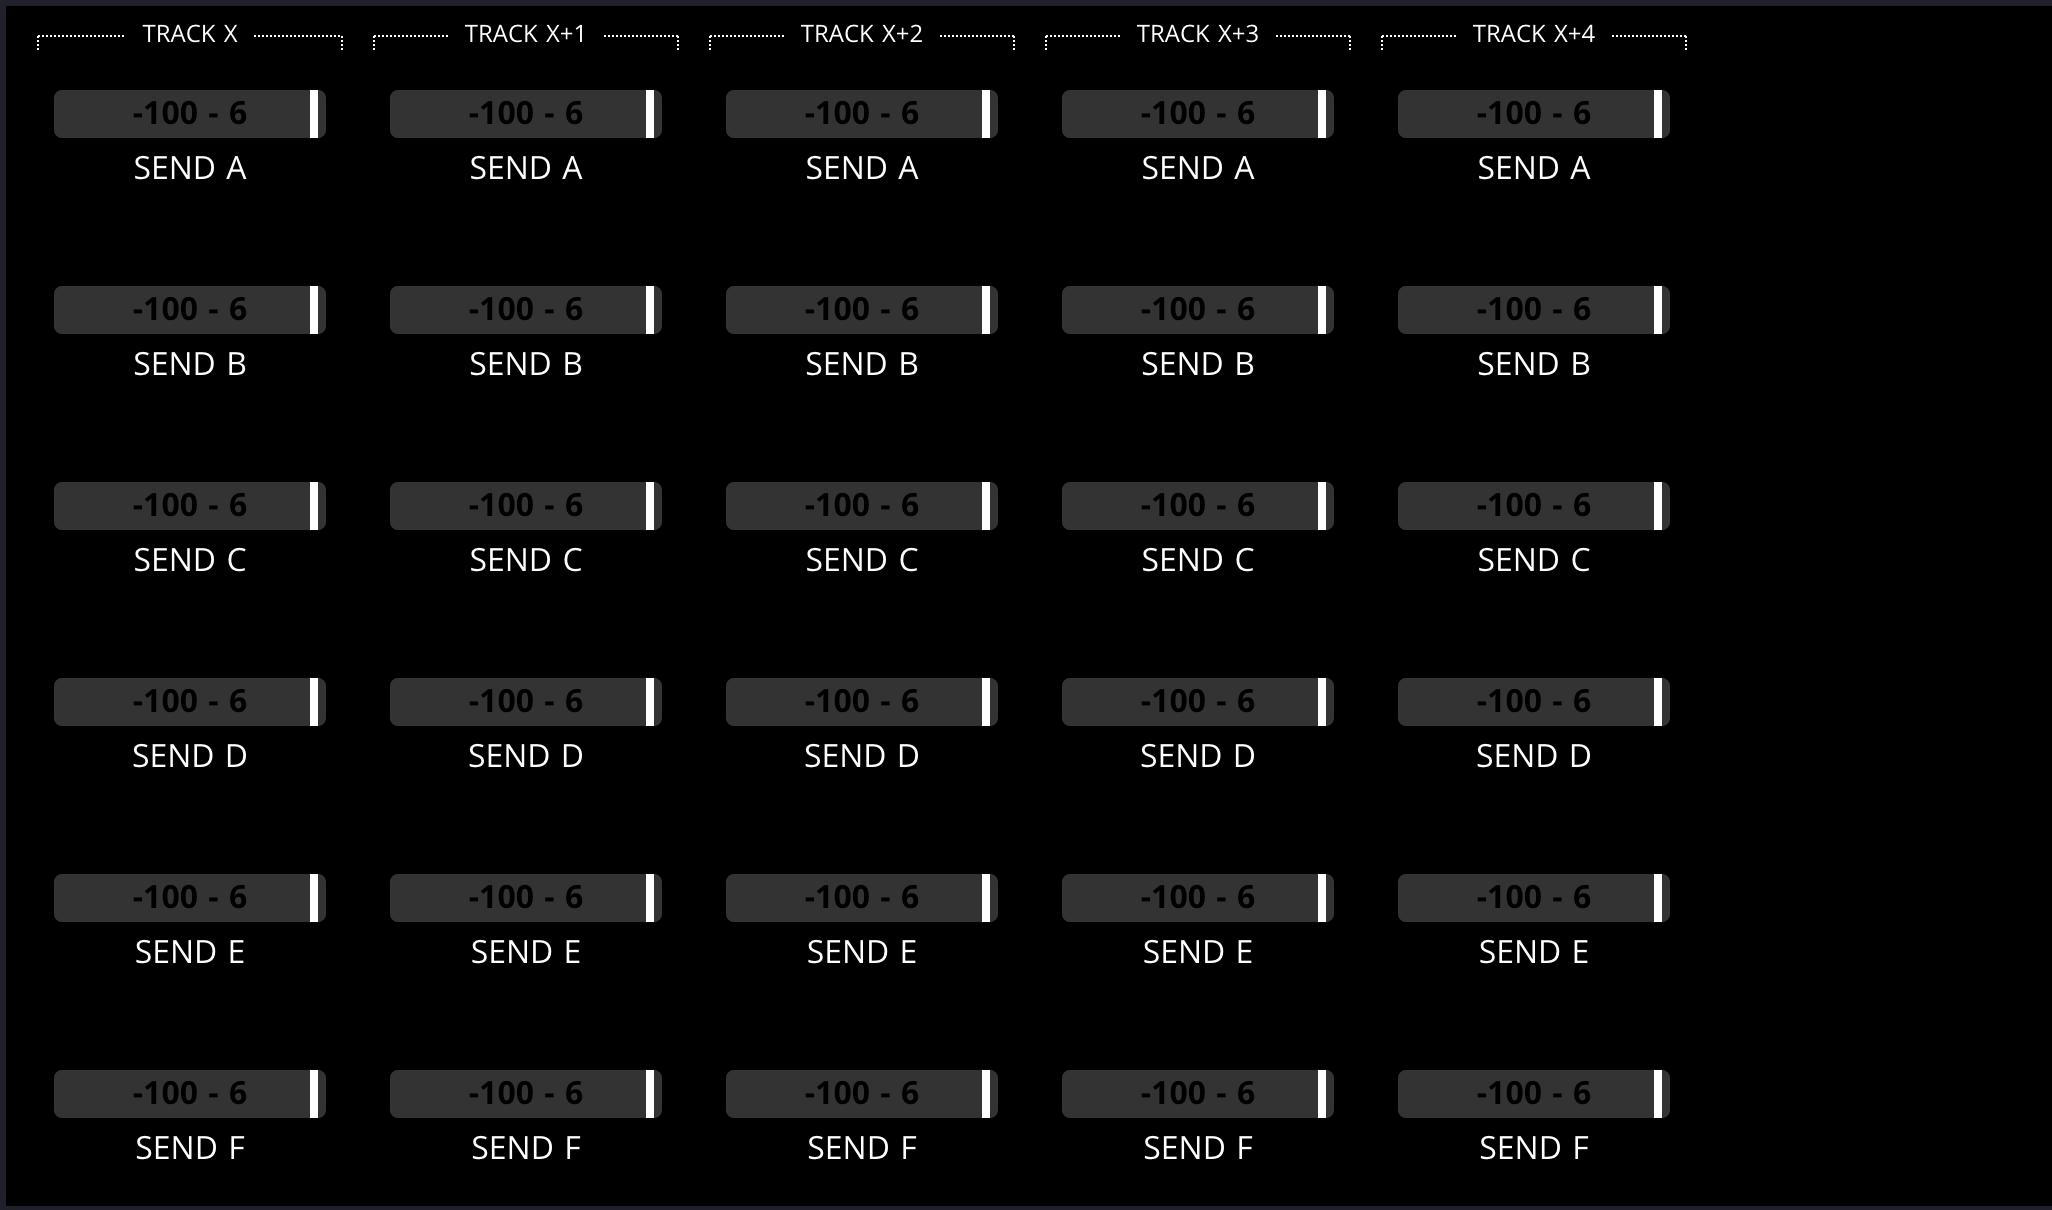 TRACK X TRACK X+1 TRACK X+2 TRACK X+3 TRACK X+4
-100 - 6 -100 - 6 -100 - 6 -100 - 6 -100 - 6
SEND A SEND A SEND A SEND A SEND A
-100 - 6 -100 - 6 -100 - 6 -100 - 6 -100 - 6
SEND B SEND B SEND B SEND B SEND B
-100 - 6 -100 - 6 -100 - 6 -100 - 6 -100 - 6
SEND C SEND C SEND C SEND C SEND C
-100 - 6 -100 - 6 -100 - 6 -100 - 6 -100 - 6
SEND D SEND D SEND D SEND D SEND D
-100 - 6 -100 - 6 -100 - 6 -100 - 6 -100 - 6
SEND E SEND E SEND E SEND E SEND E
-100 - 6 -100 - 6 -100 - 6 -100 - 6 -100 - 6
SEND F SEND F SEND F SEND F SEND F